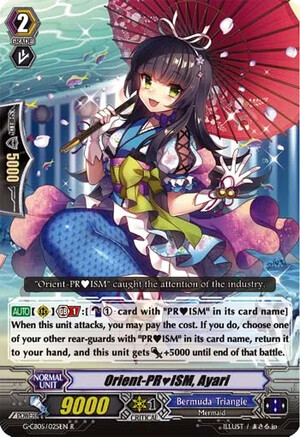 2
GRADE
5000
"Orient-PR♥ISM" caught the attention of the industry.
AUTO [ ] GB 1 : [ ① card with "PR♥ISM" in its card name]
When this unit attacks, you may pay the cost. If you do, choose one
of your other rear-guards with "PR♥ISM" in its card name, return it
to your hand, and this unit gets +5000 until end of that battle.
NORMAL UNIT
Orient-PR♥ISM, Ayari
POWER
9000
1
CRITICAL
Bermuda Triangle
Mermaid
G-CB05/025EN R